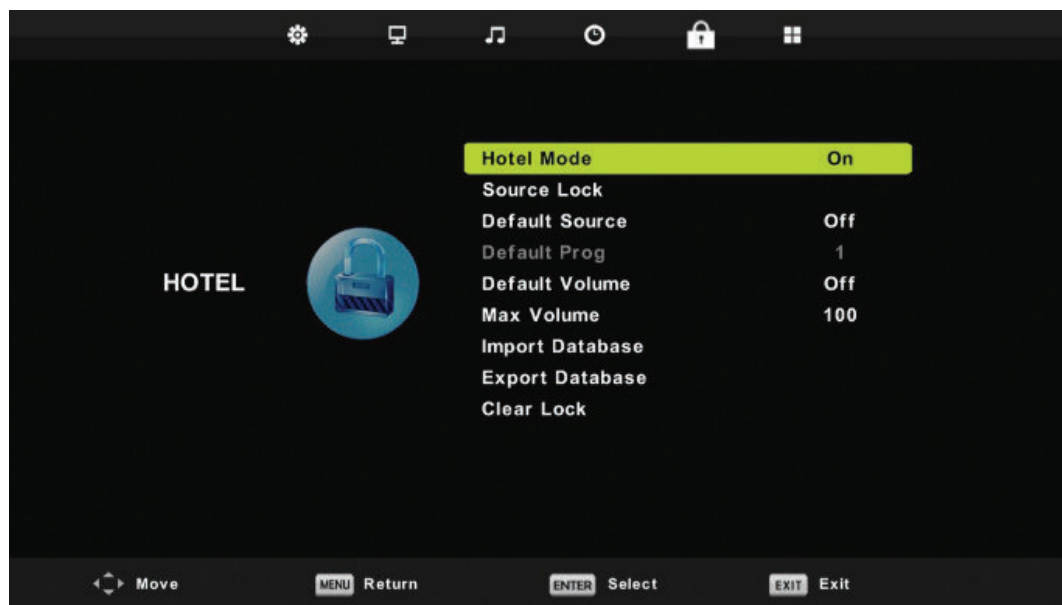 Hotel Mode On
Source Lock
Default Source Off
Default Prog 1
HOTEL
Default Volume Off
Max Volume 100
Import Database
Export Database
Clear Lock
Move MENU Return ENTER Select EXIT Exit